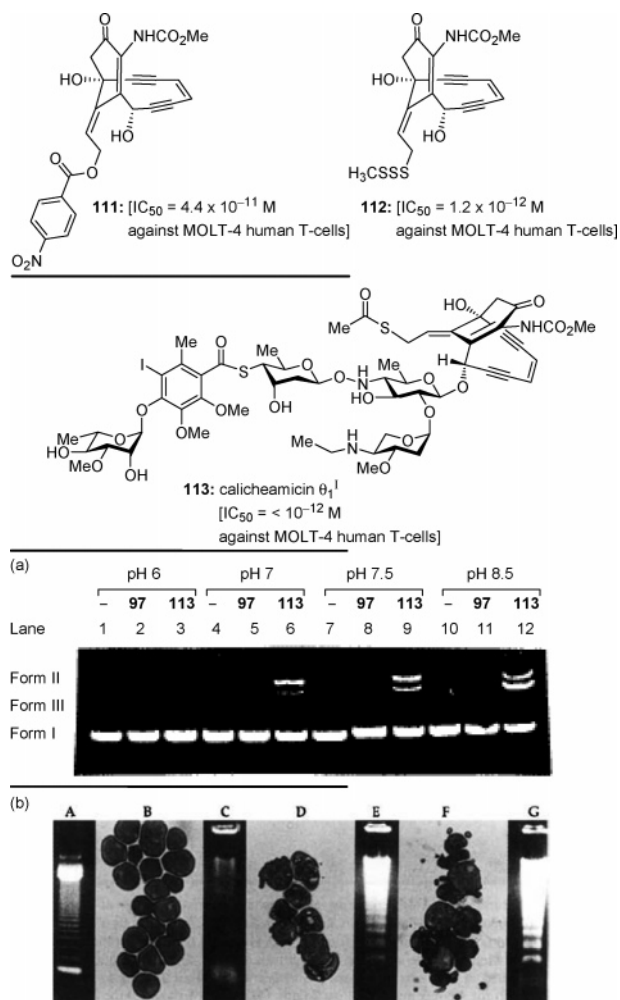 O
NHCO2Me
HO
HO
O
O
O2N
111: [IC50 = 4.4 x 10–11 M
against MOLT-4 human T-cells]
O
NHCO2Me
HO
HO
H3CSSS
112: [IC50 = 1.2 x 10–12 M
against MOLT-4 human T-cells]
O
Me
S
HO
O
NHCO2Me
H
O
I
Me
O
S
Me
O
OH
O
N
H
Me
O
HO
O
O
OMe
OMe
O
Me
O
HO
MeO
OH
N
H
O
MeO
113: calicheamicin θ1I
[IC50 = < 10–12 M
against MOLT-4 human T-cells]
(a)
pH 6 pH 7 pH 7.5 pH 8.5
– 97 113 – 97 113 – 97 113 – 97 113
Lane 1 2 3 4 5 6 7 8 9 10 11 12
Form II
Form III
Form I
(b)
A B C D E F G